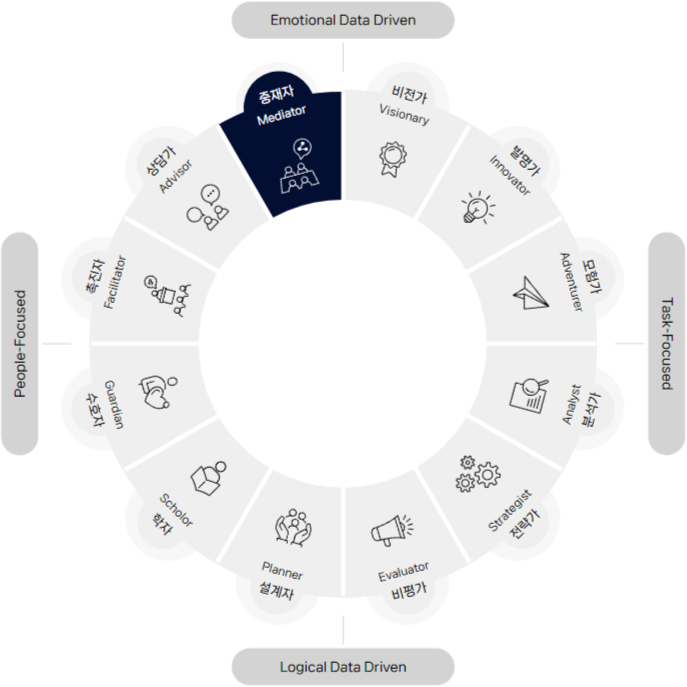 Emotional Data Driven
중재자
Mediator
비전가
Visionary
발명가
Innovator
모험가
Adventurer
분석가
Analyst
전략가
Strategist
비평가
Evaluator
설계자
Planner
학자
Scholor
수호자
Guardian
촉진자
Facilitator
상담가
Advisor
People-Focused
Task-Focused
Logical Data Driven